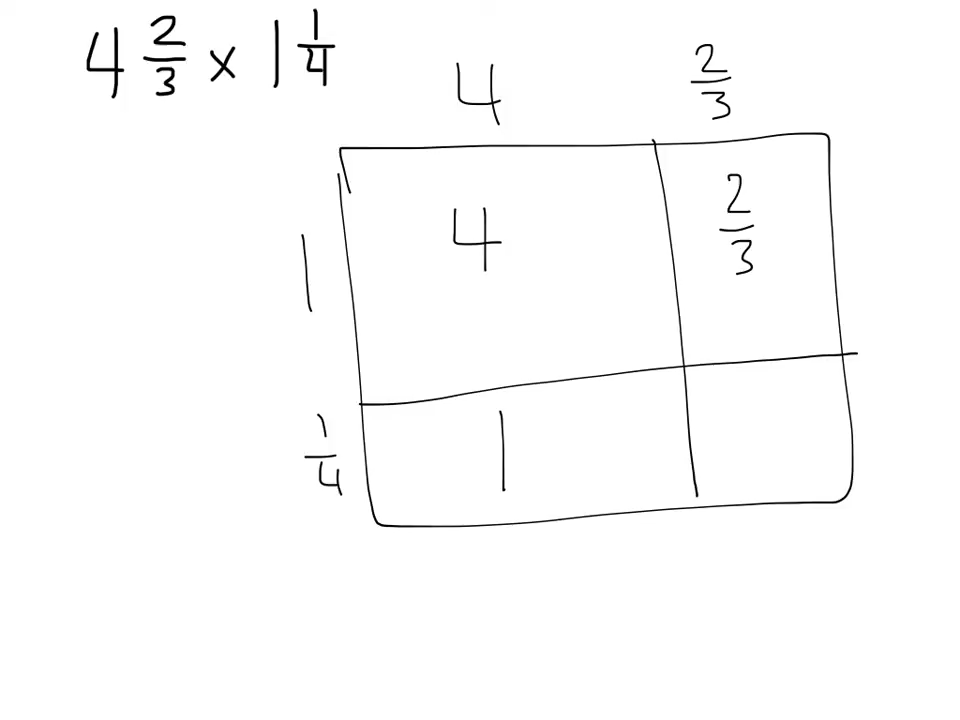 4 2/3 x 1 1/4
4 2/3
1 4 2/3
1/4 1